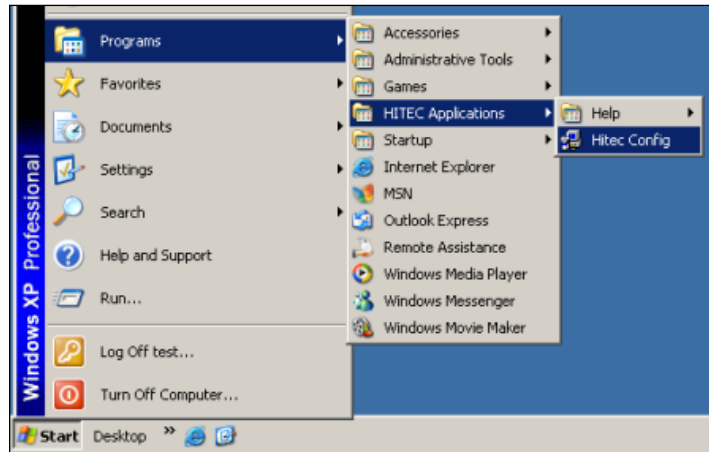 Programs
Favorites
Documents
Settings
Search
Help and Support
Run...
Log Off test...
Turn Off Computer...
Windows XP Professional
Accessories
Administrative Tools
Games
HITEC Applications
Startup
Internet Explorer
MSN
Outlook Express
Remote Assistance
Windows Media Player
Windows Messenger
Windows Movie Maker
Help
Hitec Config
Start Desktop »